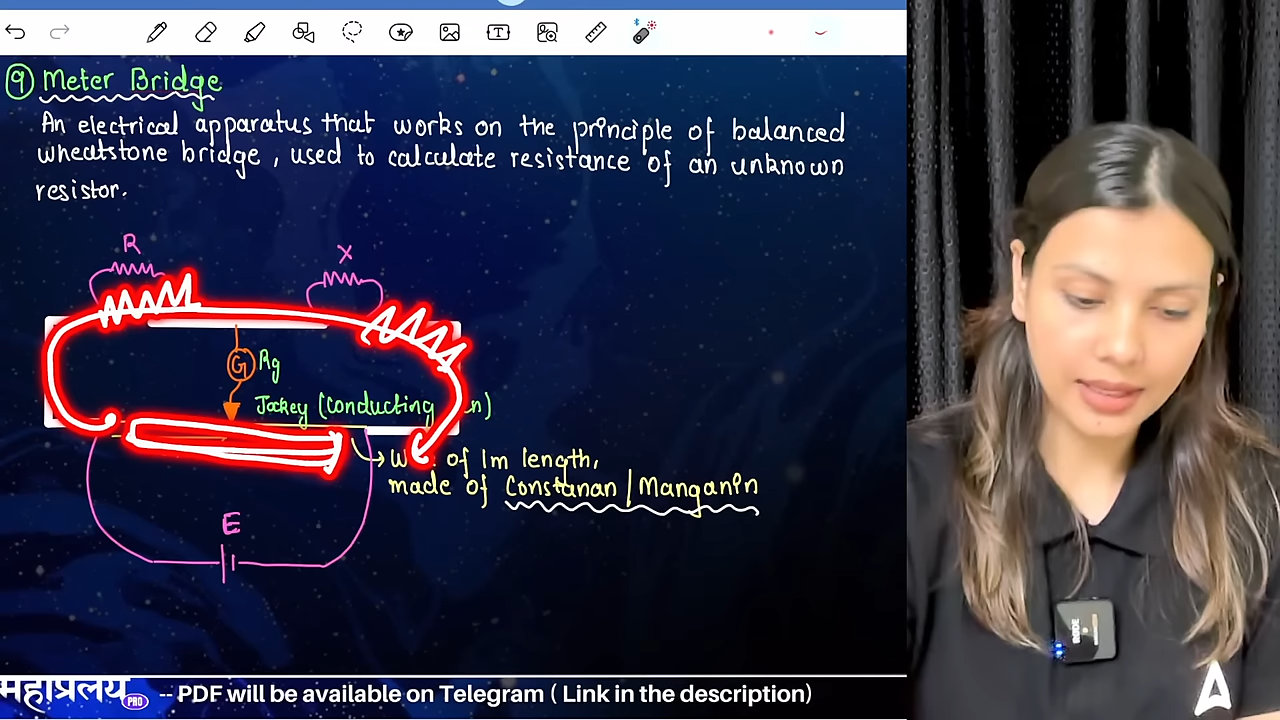 9 Meter Bridge
An electrical apparatus that works on the principle of balanced
wheatstone bridge, used to calculate resistance of an unknown
resistor.
R
X
G Rg
Jockey (conducting
n)
of 1m length,
made of Constanan | Manganin
E
महाप्रलय PRO -- PDF will be available on Telegram ( Link in the description)
RODE